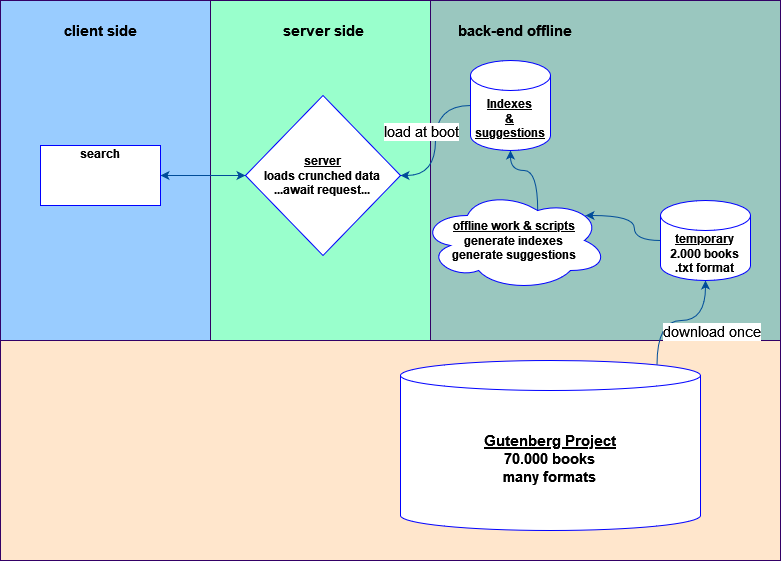 client side
server side
back-end offline
Indexes
&
suggestions
load at boot
search
server
loads crunched data
...await request...
offline work & scripts
generate indexes
generate suggestions
temporary
2.000 books
.txt format
download once
Gutenberg Project
70.000 books
many formats